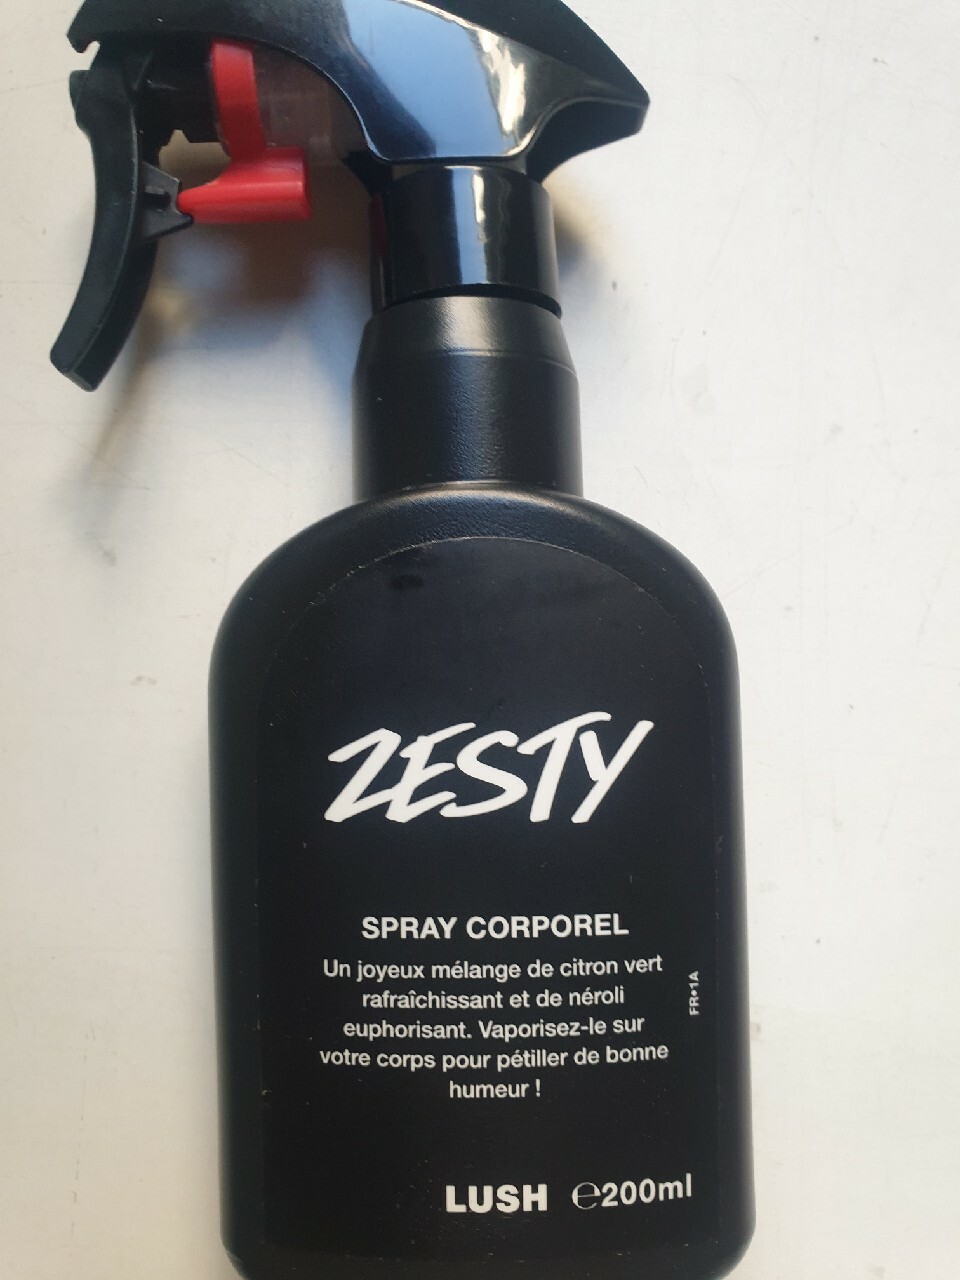 ZESTY
SPRAY CORPOREL
Un joyeux mélange de citron vert
rafraîchissant et de néroli
euphorisant. Vaporisez-le sur
votre corps pour pétiller de bonne
humeur !
FR•1A
LUSH ℮200ml